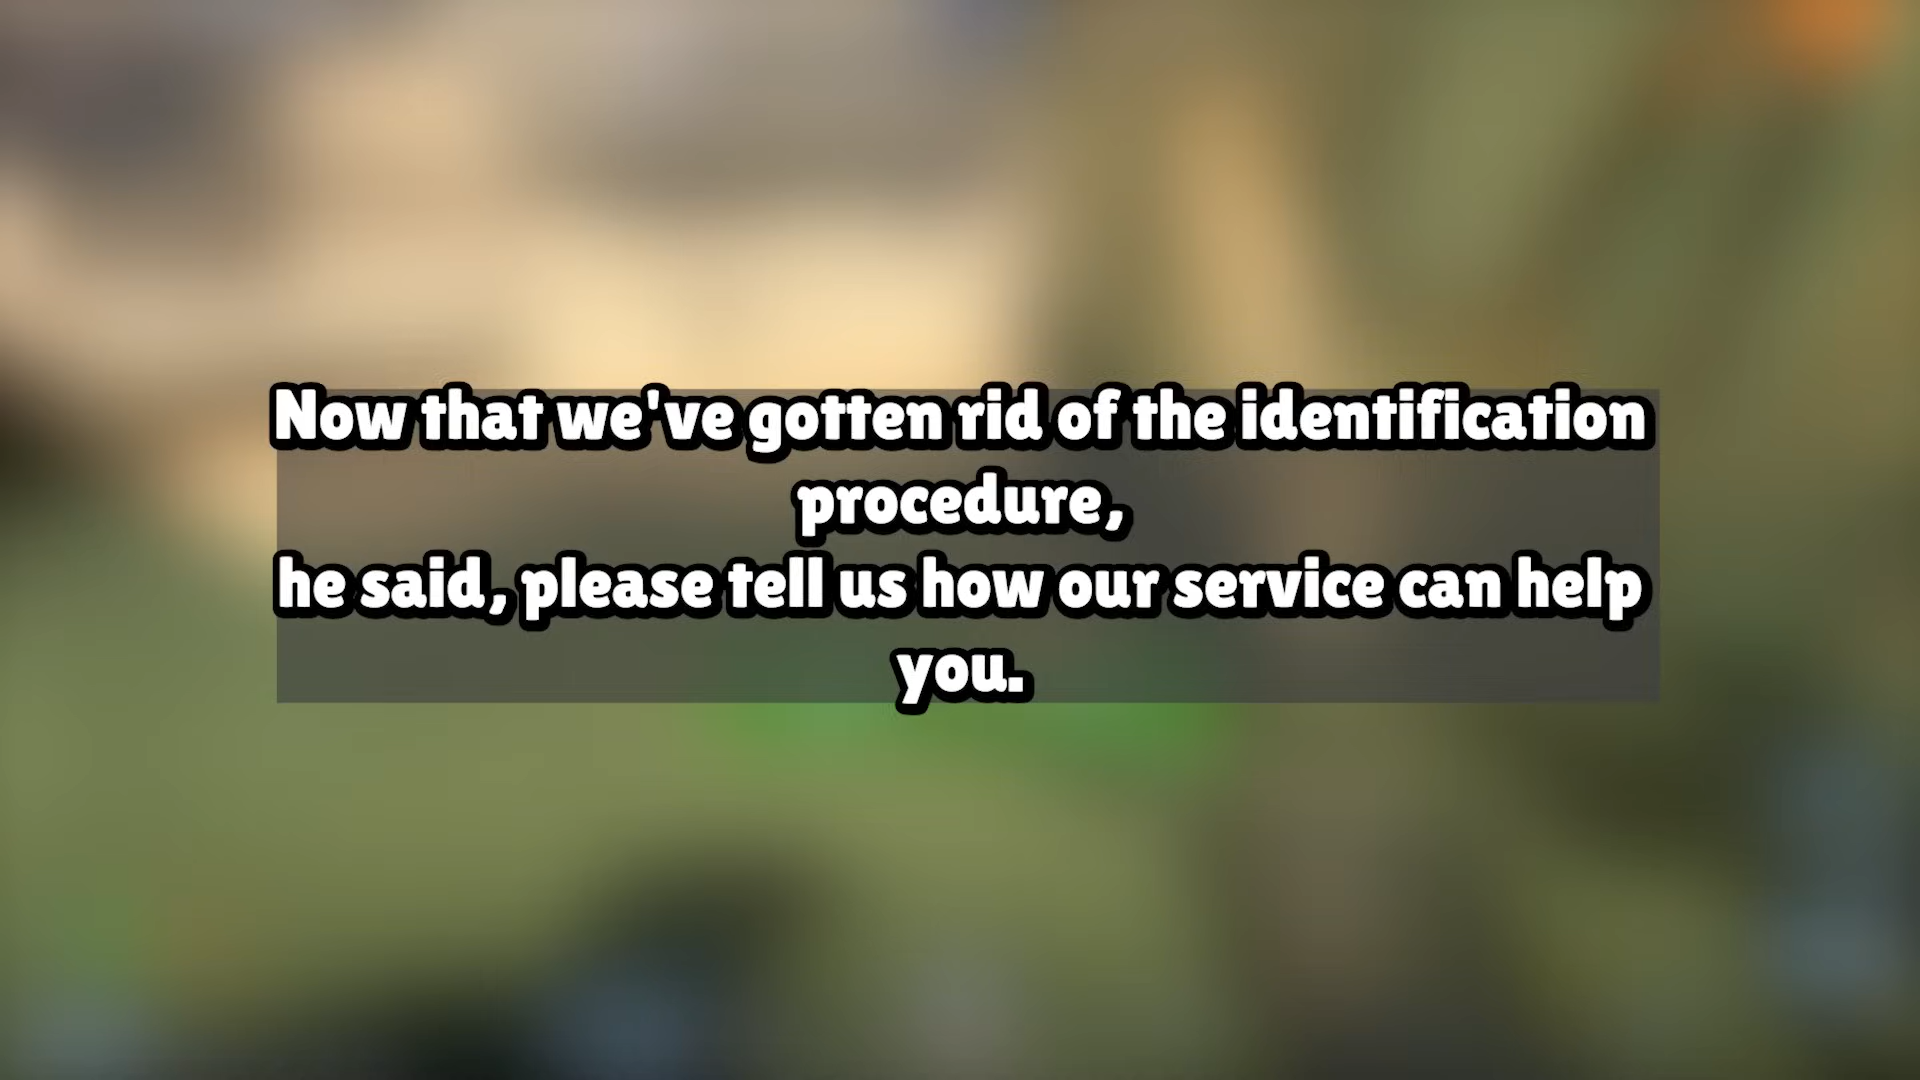 Now that we've gotten rid of the identification
procedure,
he said, please tell us how our service can help
you.